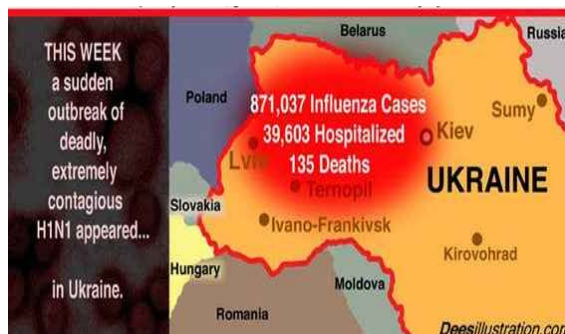 THIS WEEK
a sudden
outbreak of
deadly,
extremely
contagious
H1N1 appeared...
in Ukraine.
Belarus
Russia
Poland
871,037 Influenza Cases
39,603 Hospitalized
135 Deaths
Sumy
Kiev
Lviv
Ternopil
UKRAINE
Slovakia
Ivano-Frankivsk
Kirovohrad
Hungary
Moldova
Romania
Deesillustration.com